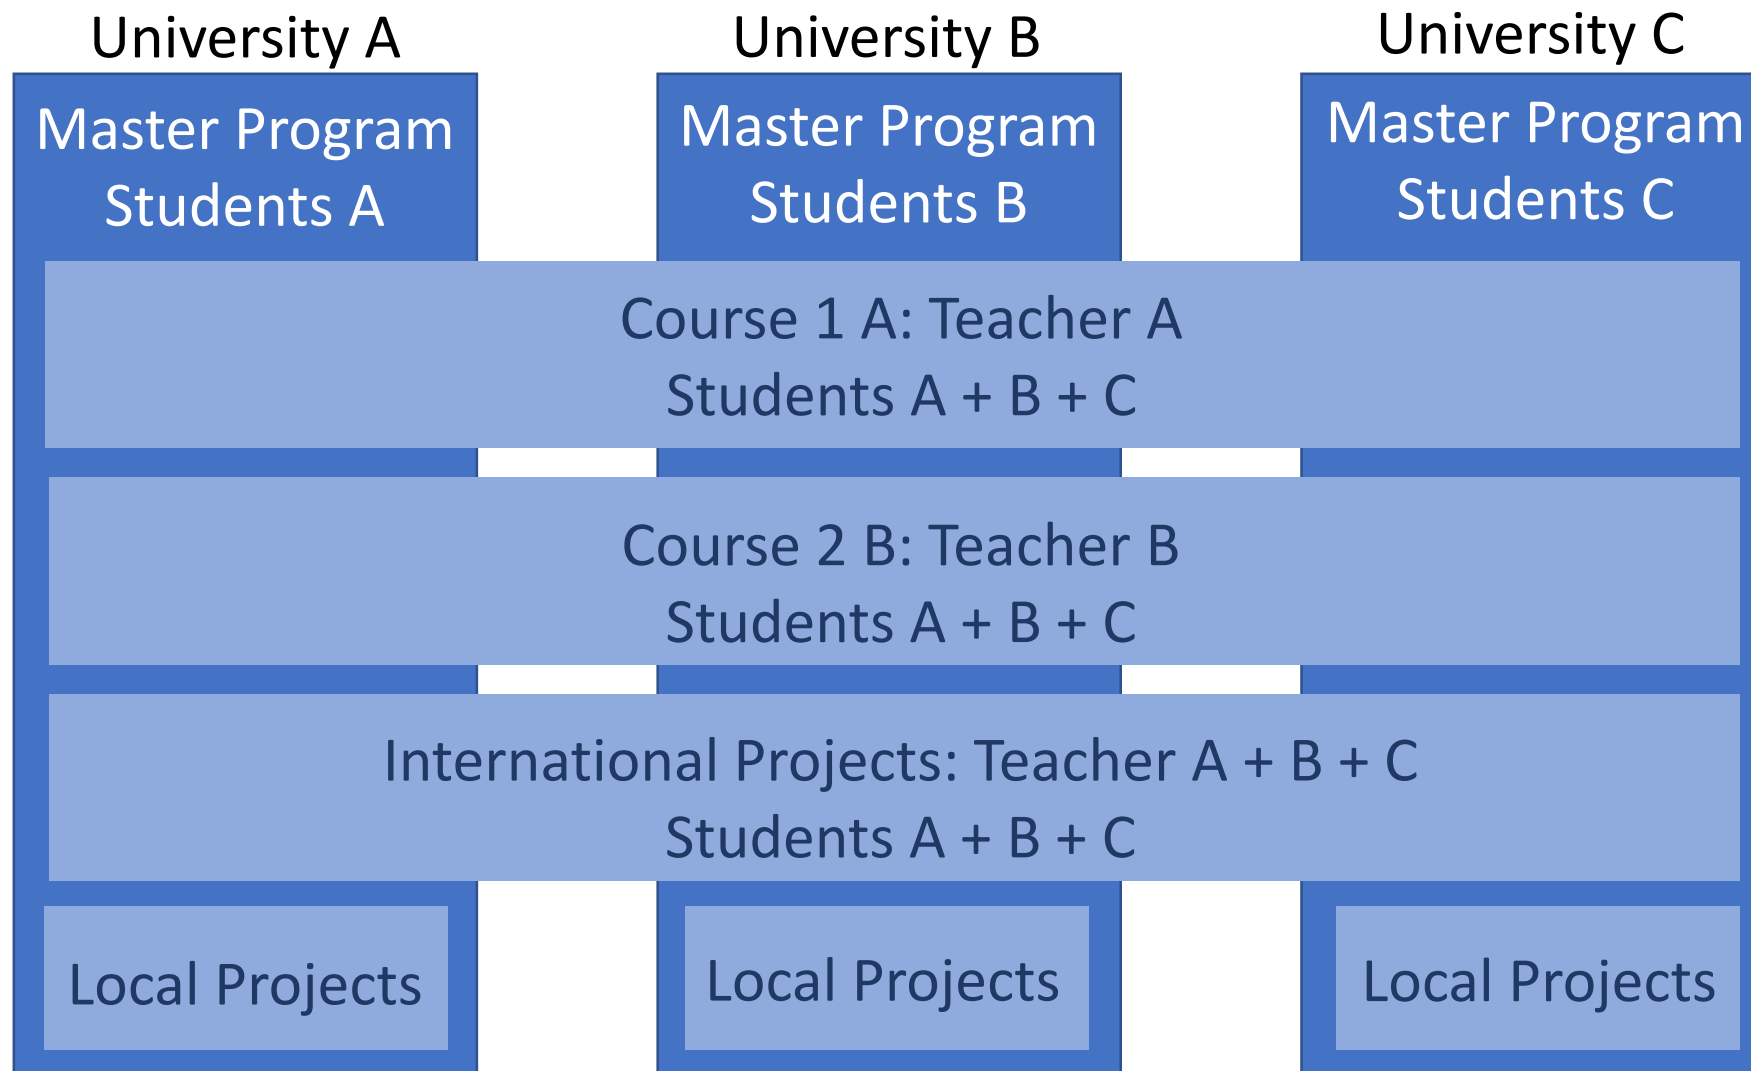 University A
University B
University C
Master Program
Students A
Master Program
Students B
Master Program
Students C
Course 1 A: Teacher A
Students A + B + C
Course 2 B: Teacher B
Students A + B + C
International Projects: Teacher A + B + C
Students A + B + C
Local Projects
Local Projects
Local Projects